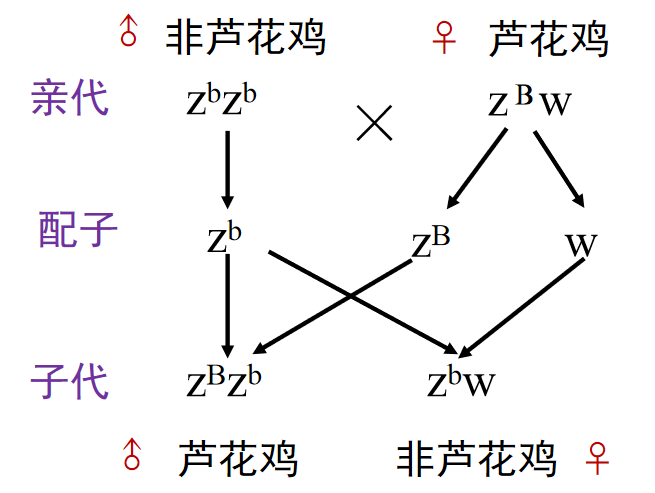 ♂ 非芦花鸡 ♀ 芦花鸡
亲代 zᵇzᵇ × zᴮw
配子 zᵇ zᴮ w
子代 zᴮzᵇ zᵇw
♂ 芦花鸡 非芦花鸡 ♀